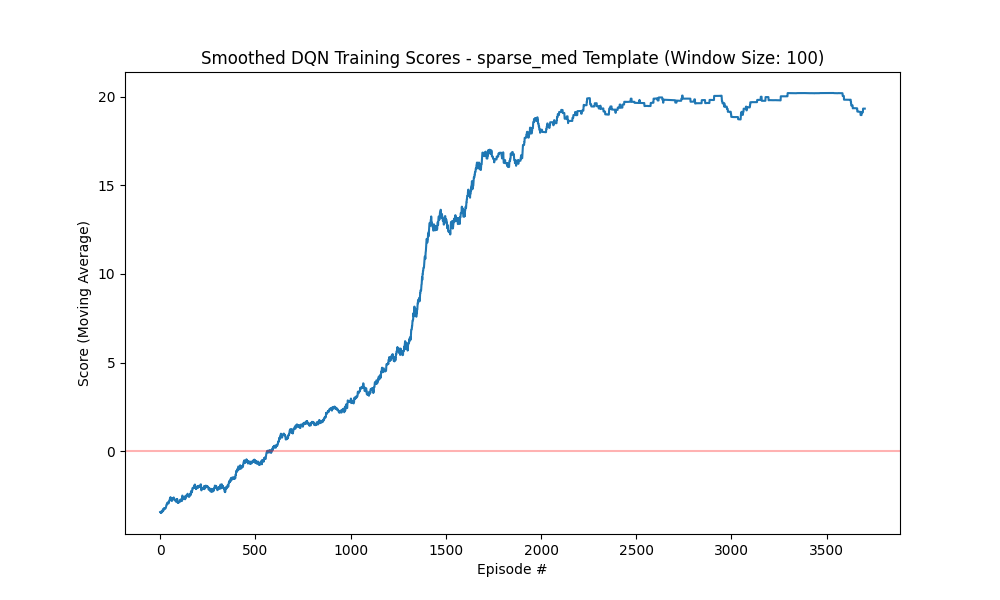 Smoothed DQN Training Scores - sparse_med Template (Window Size: 100)
20
15
10
5
0
Score (Moving Average)
0 500 1000 1500 2000 2500 3000 3500
Episode #